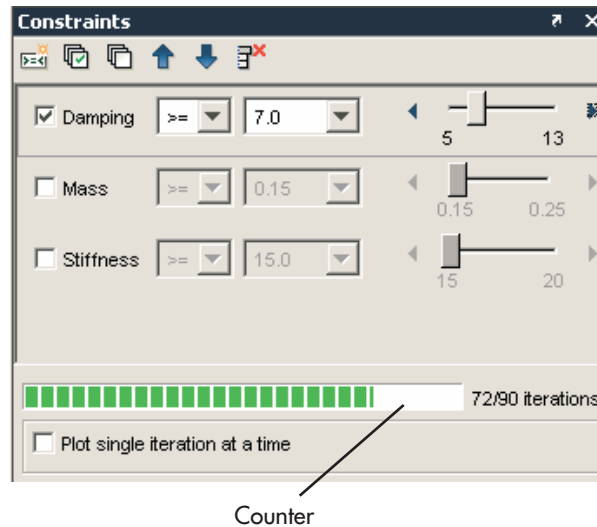 Constraints
Damping >= 7.0
5 13
Mass >= 0.15
0.15 0.25
Stiffness >= 15.0
15 20
72/90 iterations
Plot single iteration at a time
Counter